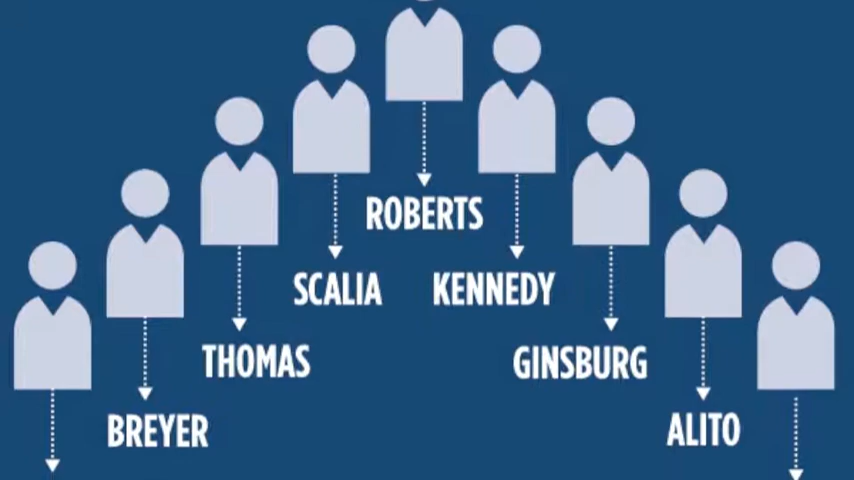 ROBERTS
SCALIA KENNEDY
THOMAS GINSBURG
BREYER ALITO